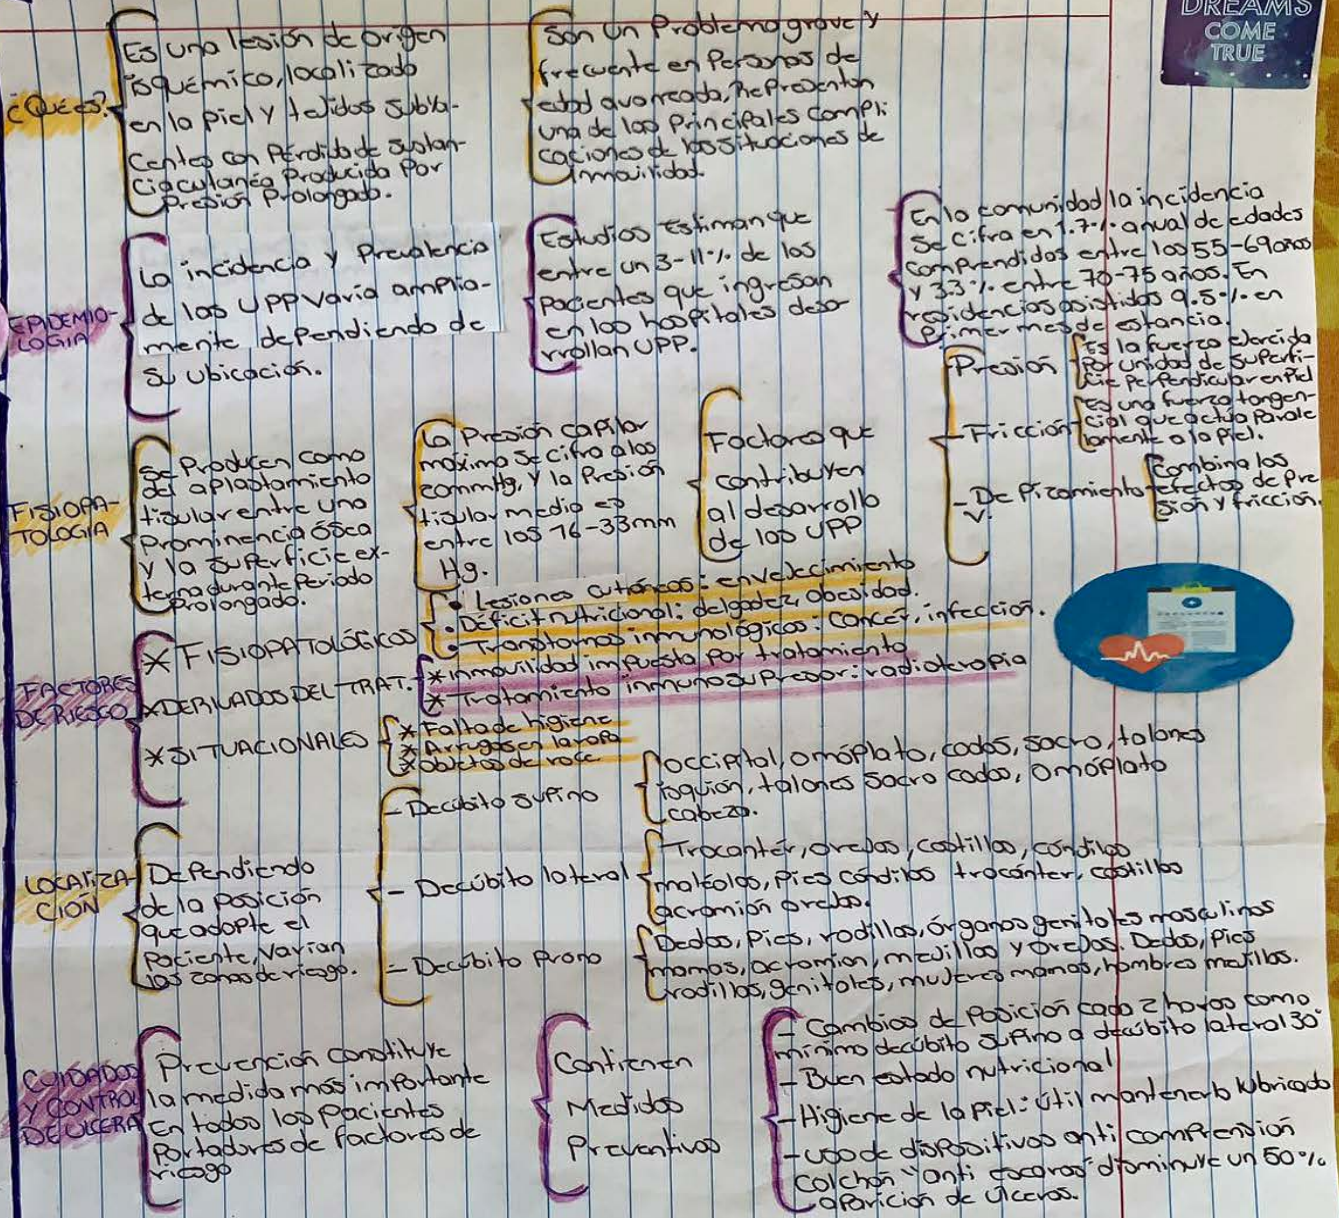 DREAMS
COME
TRUE
¿Qué es?
Es una lesión de origen
isquémico, localizado
en la piel y tejidos subya-
centes con Pérdida de sustan-
cia cutanéa Producida Por
Presión Prolongado.
Son un Problema grave y
frecuente en Personas de
edad avanzada, Representan
una de las Principales compli-
caciones de las situaciones de
inmovilidad.
EPIDEMIO-
LOGIA
La incidencia y Prevalencia
de las UPP Varia amplia-
mente dependiendo de
su ubicación.
Estudios Estiman que
entre un 3-11% de los
pacientes que ingresan
en los hospitales desa-
rrollan UPP.
En la comunidad la incidencia
se cifra en 1.7% anual de edades
comprendidos entre los 55-69 años
y 3.3% entre 70-75 años. En
residencias asistidas 9.5% en
Primer mes de estancia.
FISIOPA-
TOLOGIA
Se Producen como
del aplastamiento
tisular entre una
Prominencia ósea
y la superficie ex-
terna durante Periodo
Prolongado.
La Presión capilar
máximo se cifra a los
mmHg, y la Presión
tisular media es
entre los 16-33mm
Hg.
Factores que
contribuyen
al desarrollo
de las UPP
Presión
Es la fuerza ejercida
Por unidad de superfi-
cie Perpendicular en Piel
- Fricción
Es una fuerza tangen-
cial que actúa Parale
lamente a la piel.
- De Pizamiento
V.
Combina los
efectos de Pre
sión y fricción.
FACTORES
DE RIESGO
* FISIOPATOLÓGICOS
• Lesiones cutáneas: envejecimiento
• Déficit nutricional: delgadez, obesidad.
• Transtornos inmunológicos: cancer, infección.
* DERIVADOS DEL TRAT.
* inmovilidad impuesta por tratamiento
* Tratamiento inmunosupresor: radioterapia
* SITUACIONALES
* Falta de higiene
* Arrugas en la ropa
* Objetos de roce
LOCALIZA-
CIÓN
Dependiendo
de la posición
que adopte el
paciente, varian
las zonas de riesgo.
- Decúbito supino
occipital, omóplato, codos, sacro, talones
isquion, talones sacro codos, omóplato
cabeza.
- Decúbito lateral
Trocanter, orejas, costillas, cóndilos
maléolos, pies cóndilos trocánter, costillas
acromión orejas.
- Decúbito Prono
Dedos, pies, rodillas, órganos genitales masculinos
mamas, acromion, mejillas y orejas. Dedos, pies
rodillas, genitales, mujeres mamas, hombres mejillas.
CUIDADOS
Y CONTROL
DE ULCERA
Prevención constituye
la medida más importante
en todos los pacientes
Portadores de factores de
riesgo
Contienen
Medidas
Preventivas
- Cambios de Posición cada 2 horas como
mínimo decúbito supino a decúbito lateral 30°
- Buen estado nutricional
- Higiene de la piel: útil mantenerlo lubricado
- uso de dispositivos anti comprensión
colchón "anti escaras" disminuye un 50%
aparición de úlceras.